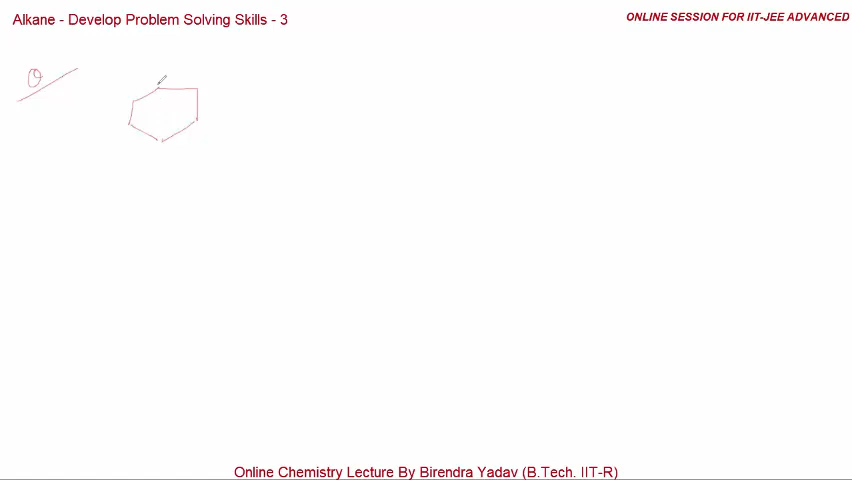 Alkane - Develop Problem Solving Skills - 3
ONLINE SESSION FOR IIT-JEE ADVANCED
Q
Online Chemistry Lecture By Birendra Yadav (B.Tech. IIT-R)